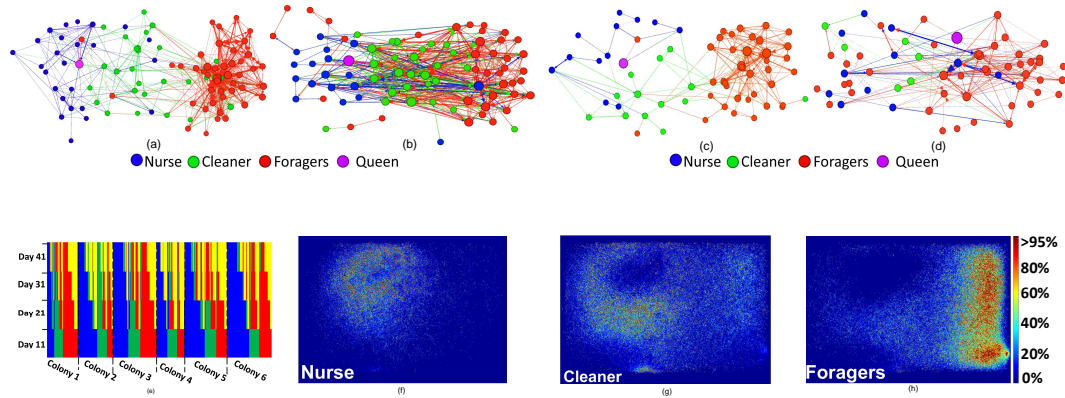 (a)
(b)
(c)
(d)
Nurse Cleaner Foragers Queen
Nurse Cleaner Foragers Queen
Day 41
Day 31
Day 21
Day 11
Colony 1
Colony 2
Colony 3
Colony 4
Colony 5
Colony 6
(e)
Nurse
(f)
Cleaner
(g)
Foragers
(h)
>95%
80%
60%
40%
20%
0%